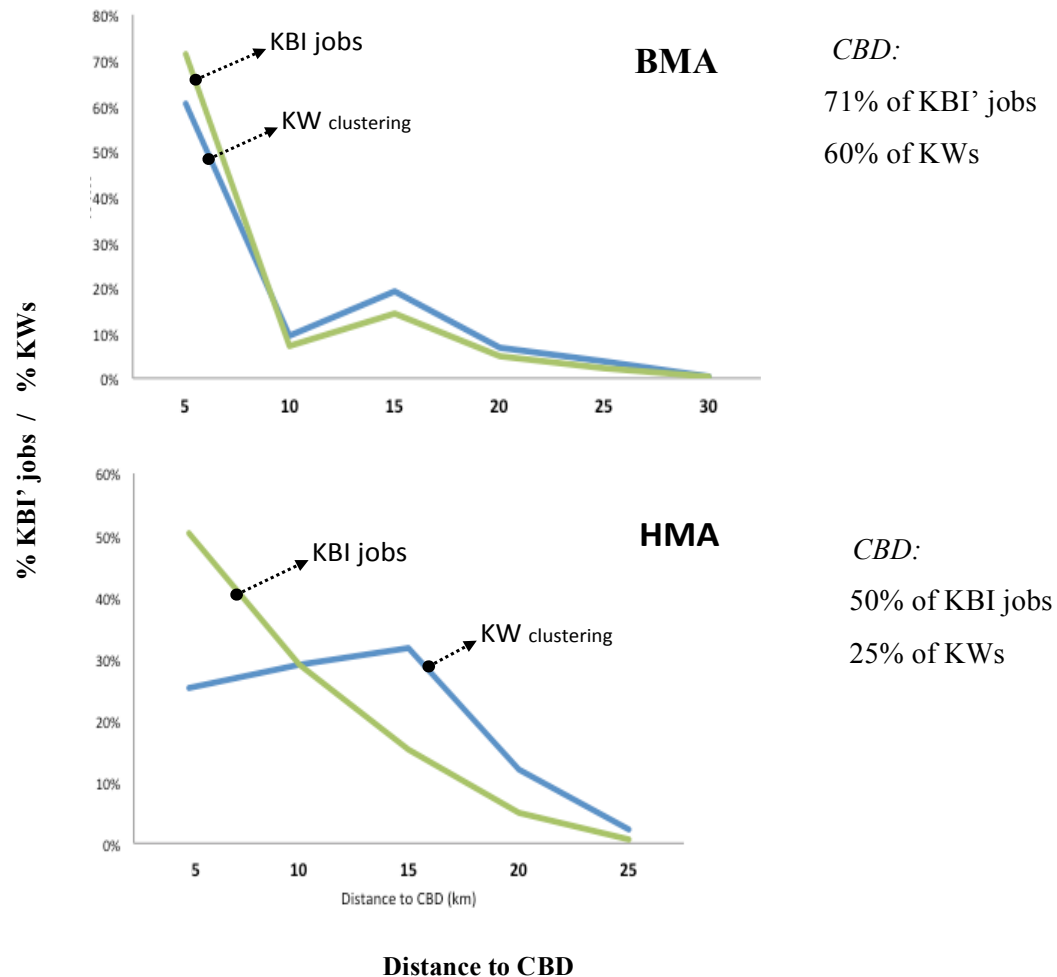 % KBI' jobs / % KWs
80%
70%
60%
50%
40%
30%
20%
10%
0%
KBI jobs
KW clustering
BMA
5 10 15 20 25 30
CBD:
71% of KBI' jobs
60% of KWs
60%
50%
40%
30%
20%
10%
0%
KBI jobs
KW clustering
HMA
5 10 15 20 25
Distance to CBD (km)
CBD:
50% of KBI jobs
25% of KWs
Distance to CBD